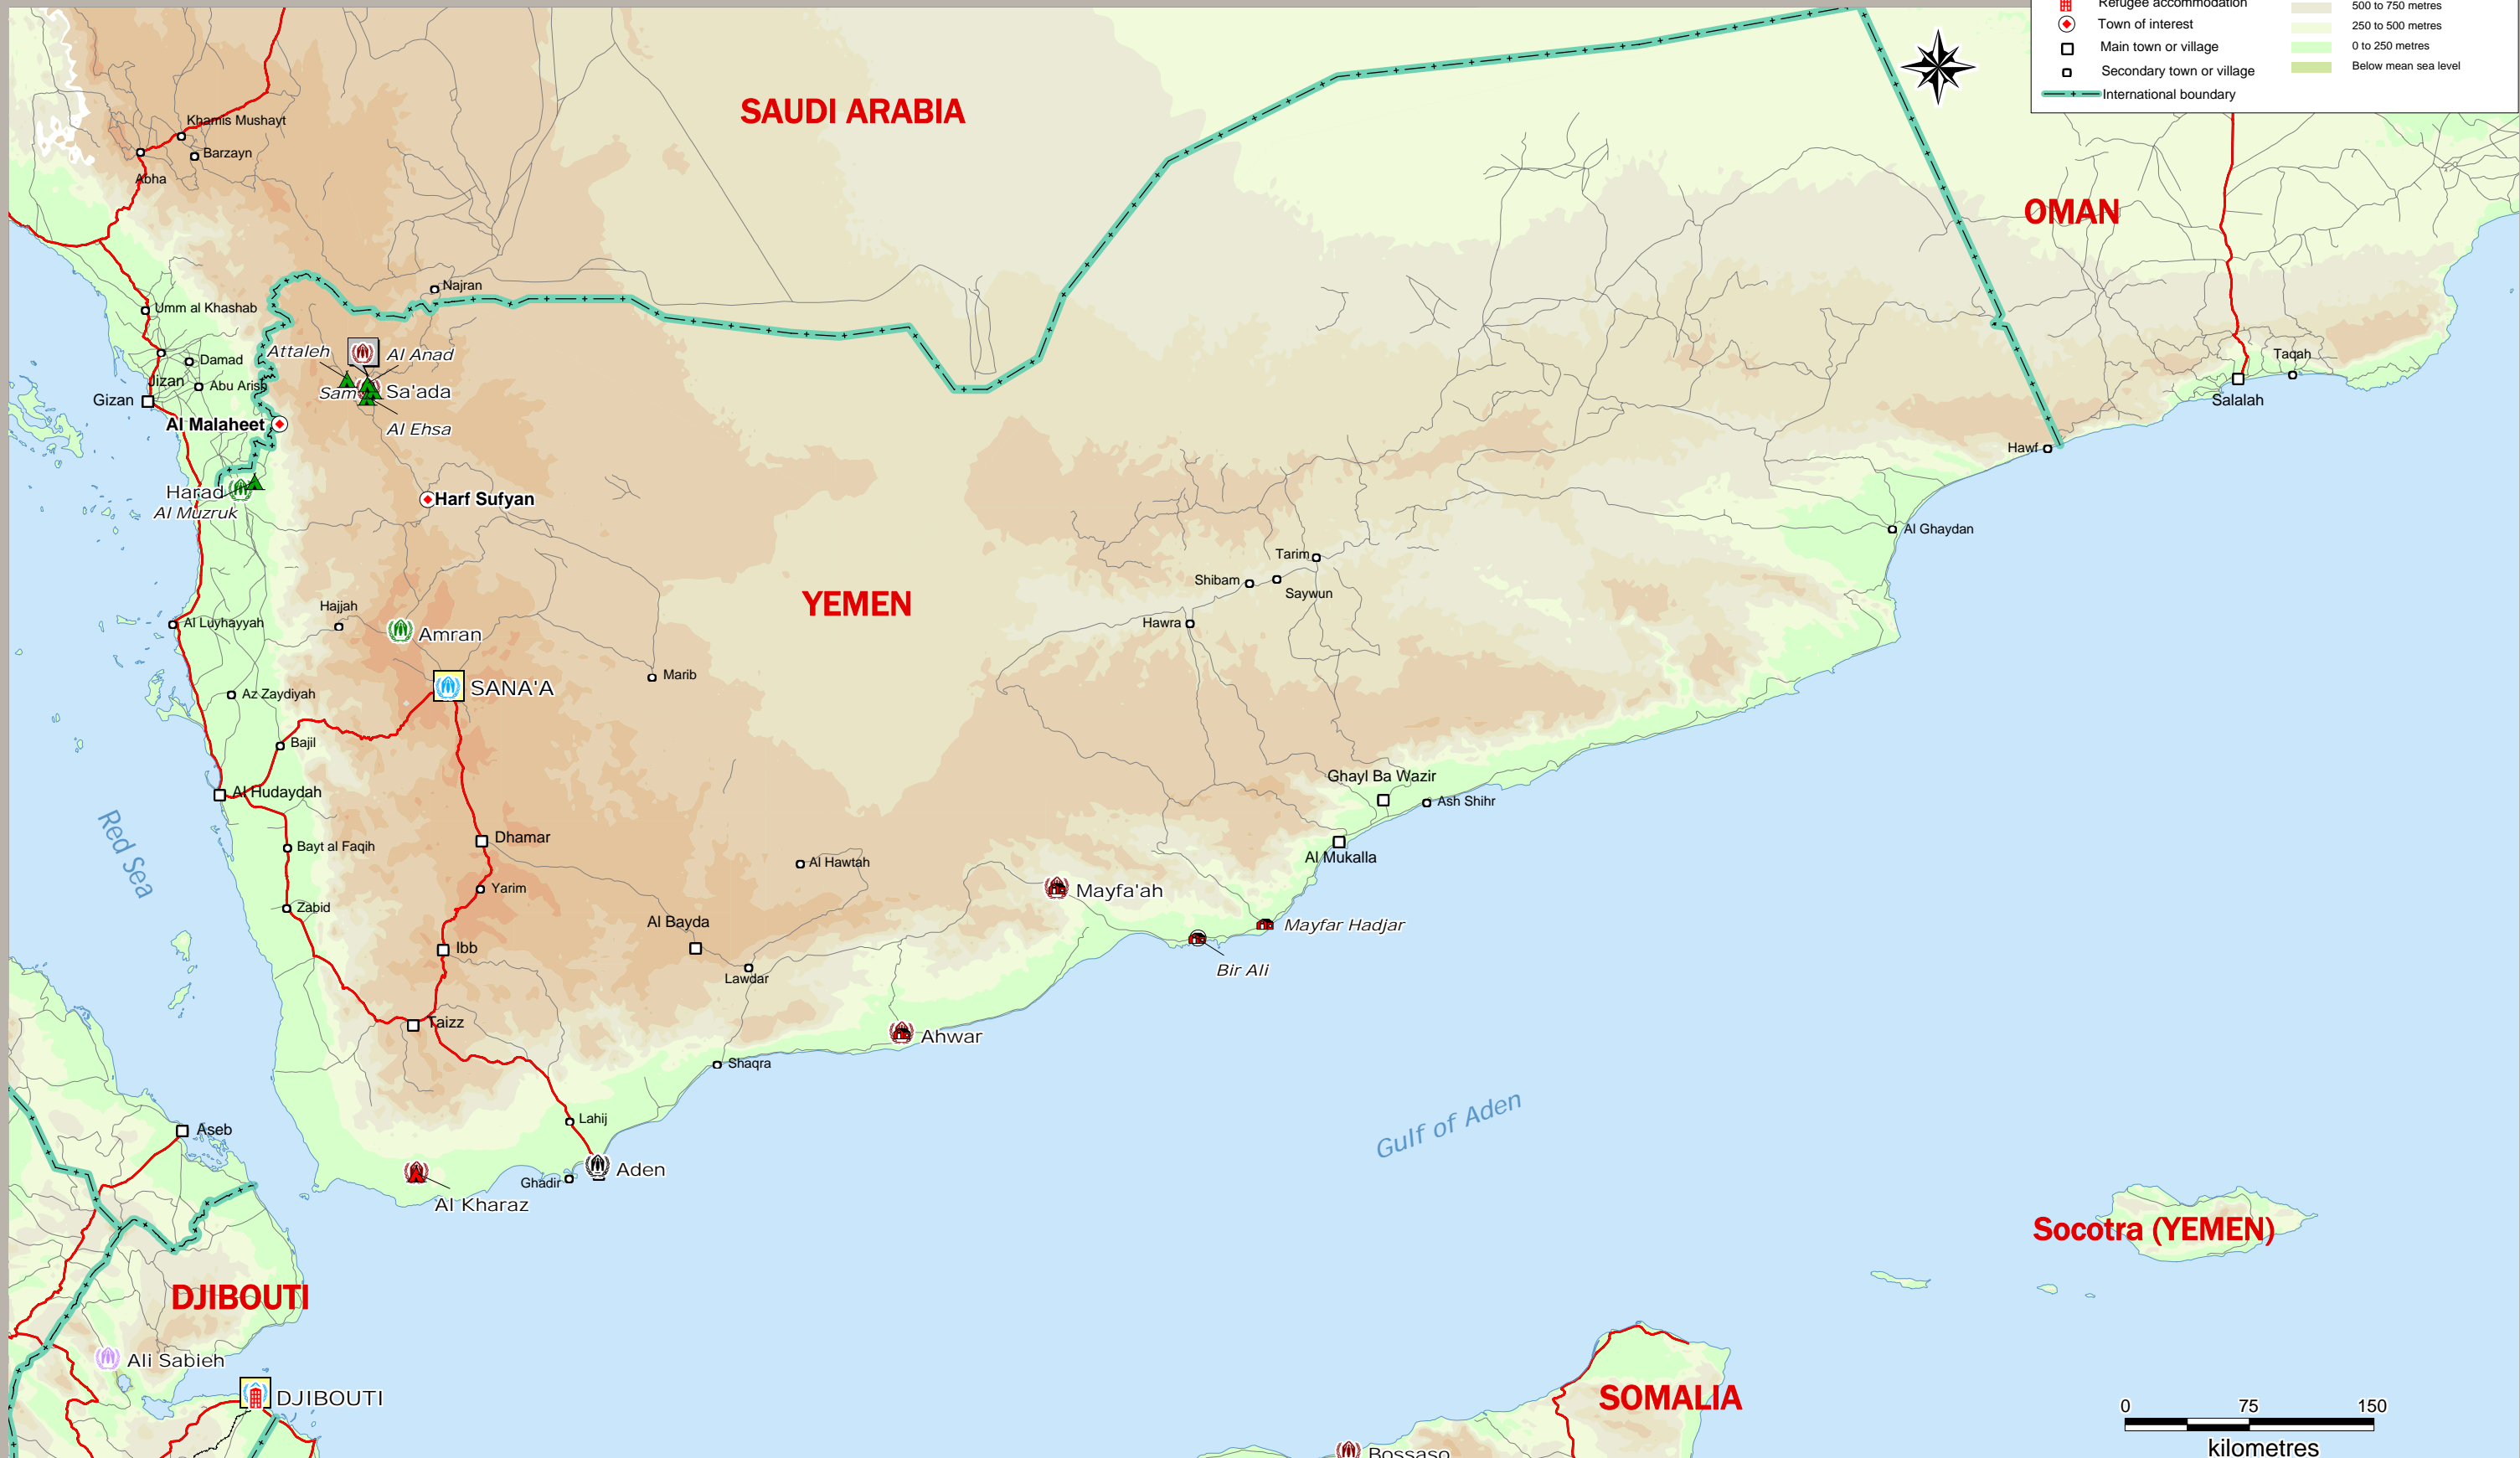 Refugee accommodation
500 to 750 metres
Town of interest
250 to 500 metres
Main town or village
0 to 250 metres
Secondary town or village
Below mean sea level
International boundary
SAUDI ARABIA
Khamis Mushayt
Barzayn
Abha
OMAN
Najran
Umm al Khashab
Attaleh
Al Anad
Damad
Taqah
Jizan
Abu Arish
Sam
Sa'ada
Gizan
Salalah
Al Malaheet
Al Ehsa
Hawf
Harad
Harf Sufyan
Al Muzruk
Al Ghaydan
Tarim
Shibam
Saywun
YEMEN
Hajjah
Al Luyhayyah
Hawra
Amran
Marib
SANA'A
Az Zaydiyah
Bajil
Ghayl Ba Wazir
Al Hudaydah
Ash Shihr
Red Sea
Dhamar
Bayt al Faqih
Al Mukalla
Al Hawtah
Yarim
Mayfa'ah
Zabid
Al Bayda
Mayfar Hadjar
Ibb
Bir Ali
Lawdar
Taizz
Ahwar
Shaqra
Gulf of Aden
Lahij
Aseb
Aden
Ghadir
Al Kharaz
Socotra (YEMEN)
DJIBOUTI
Ali Sabieh
DJIBOUTI
SOMALIA
0 75 150
kilometres
Bossaso